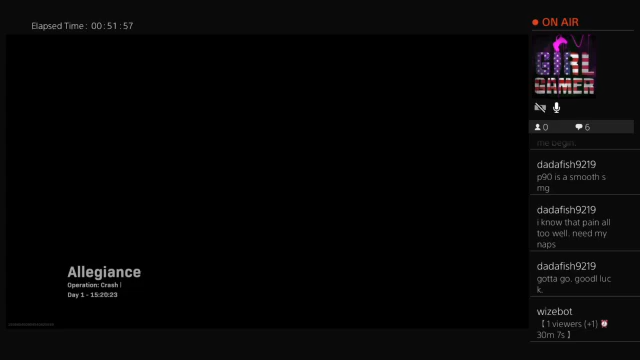 Elapsed Time : 00:51:57
ON AIR
GIRL
GAMER
0
6
me begin.
dadafish9219
p90 is a smooth s
mg
dadafish9219
i know that pain all
too well. need my
naps
dadafish9219
gotta go. goodl luc
k.
wizebot
[ 1 viewers (+1)
30m 7s ]
Allegiance
Operation: Crash |
Day 1 - 15:20:23